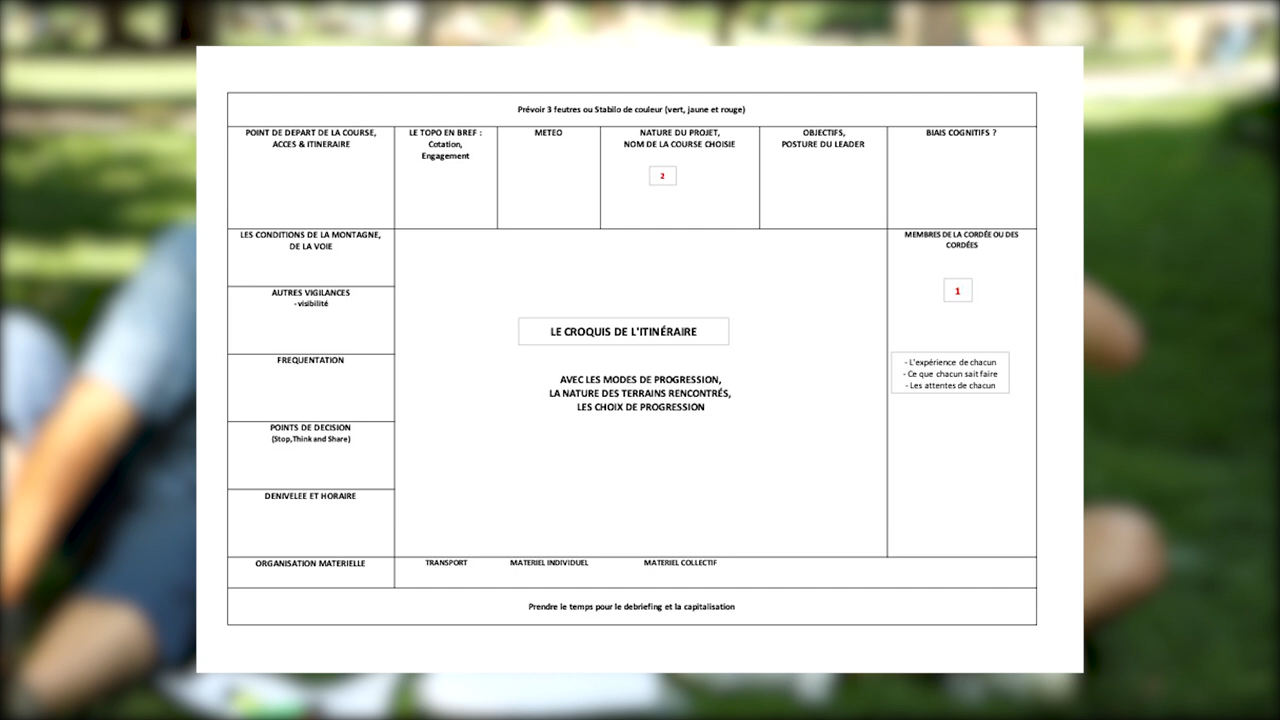 Prévoir 3 feutres ou Stabilo de couleur (vert, jaune et rouge)
POINT DE DEPART DE LA COURSE,
ACCES & ITINERAIRE
LE TOPO EN BREF :
Cotation,
Engagement
METEO
NATURE DU PROJET,
NOM DE LA COURSE CHOISIE
2
OBJECTIFS,
POSTURE DU LEADER
BIAIS COGNITIFS ?
LES CONDITIONS DE LA MONTAGNE,
DE LA VOIE
AUTRES VIGILANCES
- visibilité
FREQUENTATION
POINTS DE DECISION
(Stop,Think and Share)
DENIVELEE ET HORAIRE
LE CROQUIS DE L'ITINÉRAIRE
AVEC LES MODES DE PROGRESSION,
LA NATURE DES TERRAINS RENCONTRÉS,
LES CHOIX DE PROGRESSION
MEMBRES DE LA CORDÉE OU DES
CORDÉES
1
- L'expérience de chacun
- Ce que chacun sait faire
- Les attentes de chacun
ORGANISATION MATERIELLE
TRANSPORT
MATERIEL INDIVIDUEL
MATERIEL COLLECTIF
Prendre le temps pour le debriefing et la capitalisation